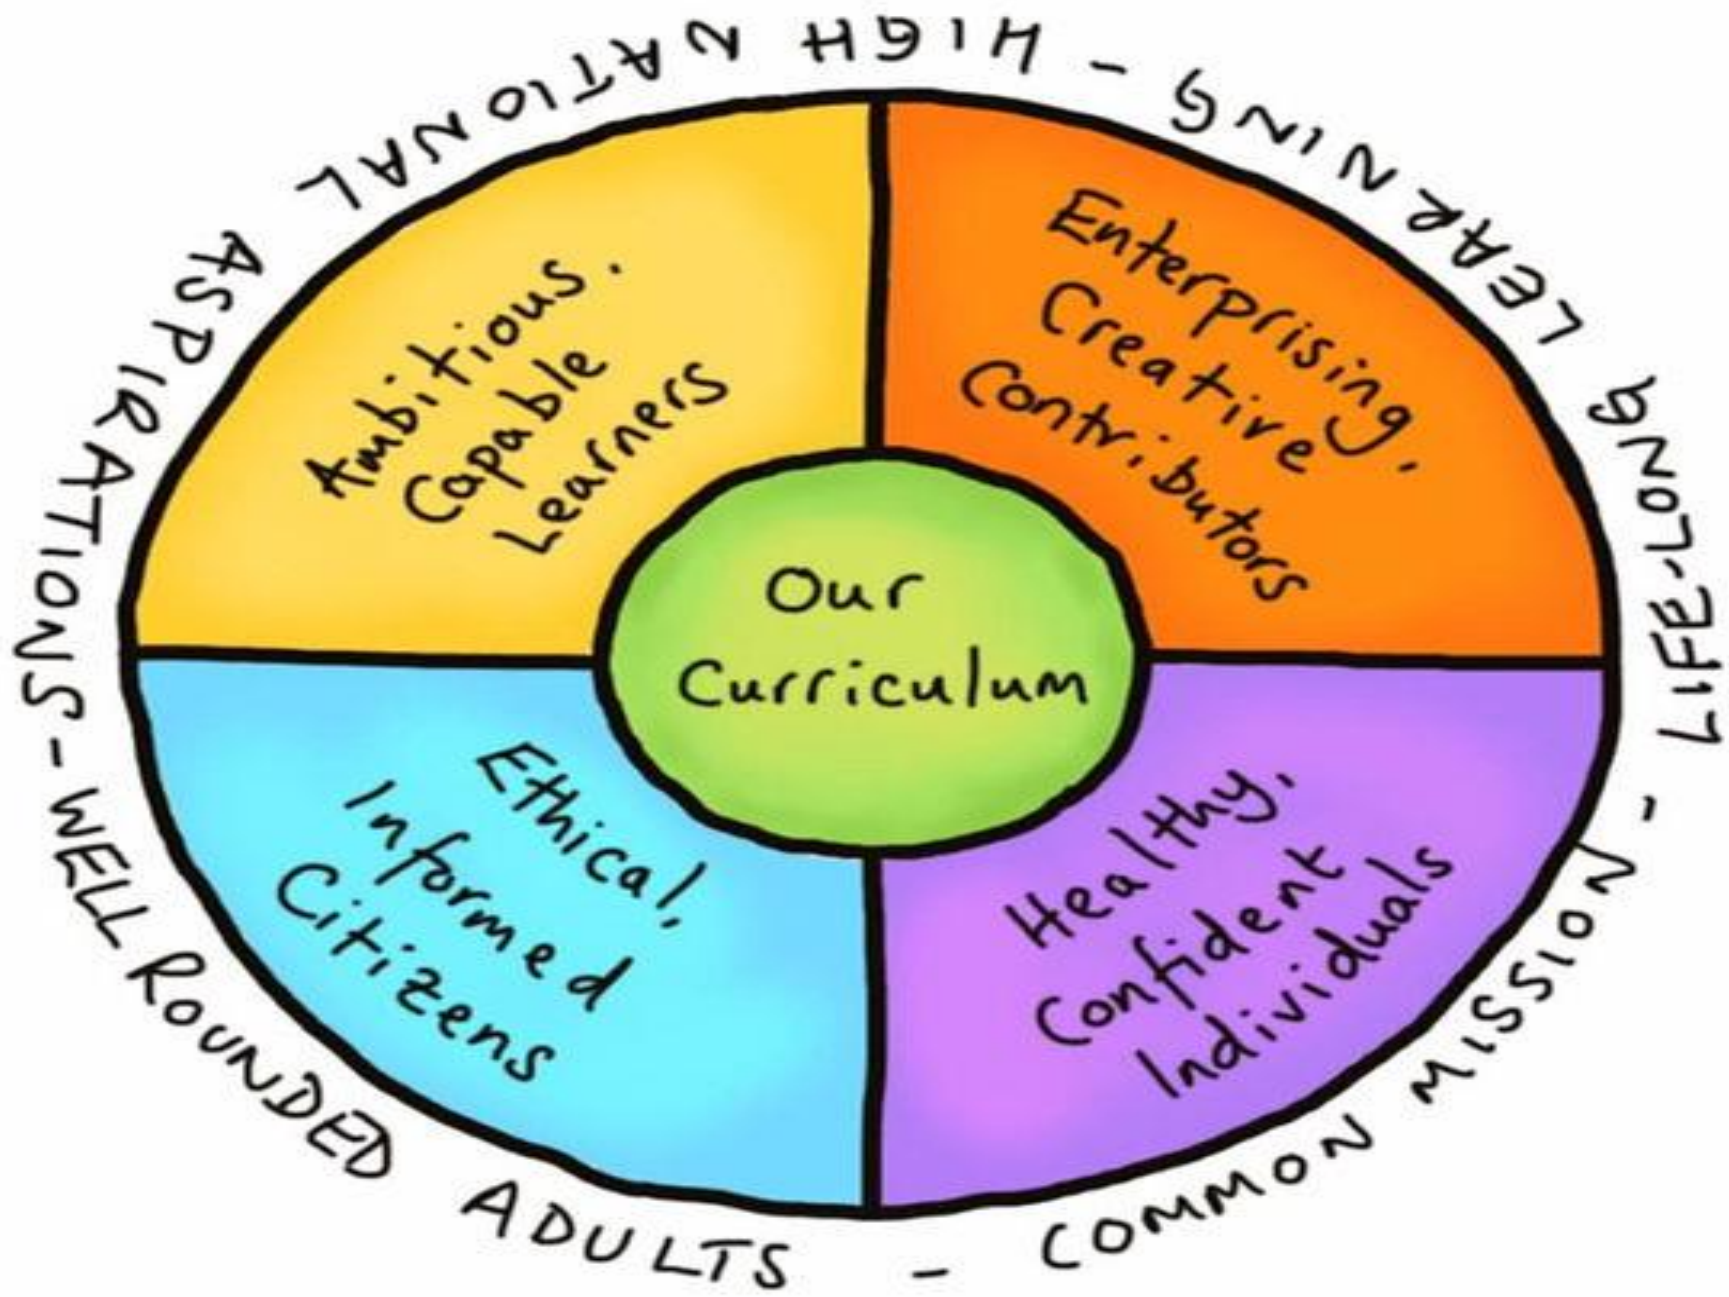 Ambitious.
Capable
Learners
Enterprising,
Creative
Contributors
Our
Curriculum
Ethical,
Informed
Citizens
Healthy,
Confident
Individuals
HIGH NATIONAL ASPIRATIONS - WELL ROUNDED ADULTS - COMMON MISSION - LIFE-LONG LEARNING -